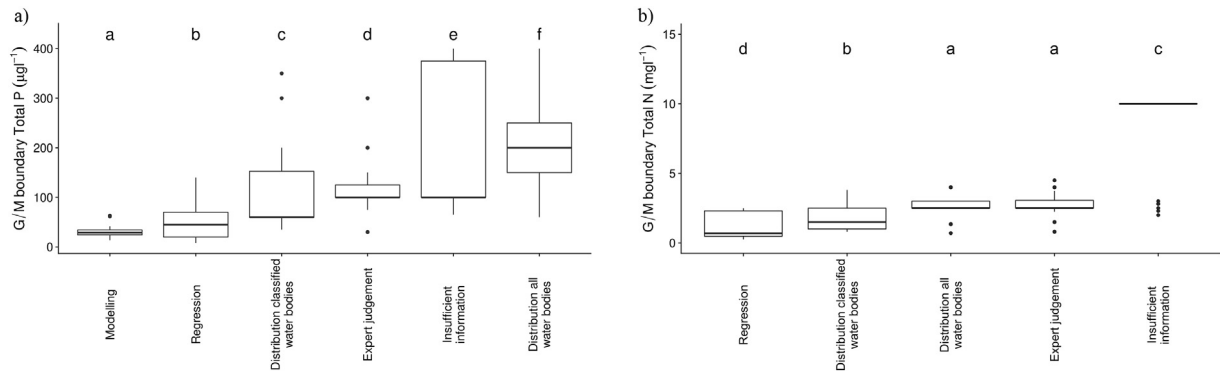 a)
G/M boundary Total P (µgl⁻¹)
400
300
200
100
0
a
b
c
d
e
f
Modelling
Regression
Distribution classified
water bodies
Expert judgement
Insufficient
information
Distribution all
water bodies
b)
G/M boundary Total N (mgl⁻¹)
15
10
5
0
d
b
a
a
c
Regression
Distribution classified
water bodies
Distribution all
water bodies
Expert judgement
Insufficient
information